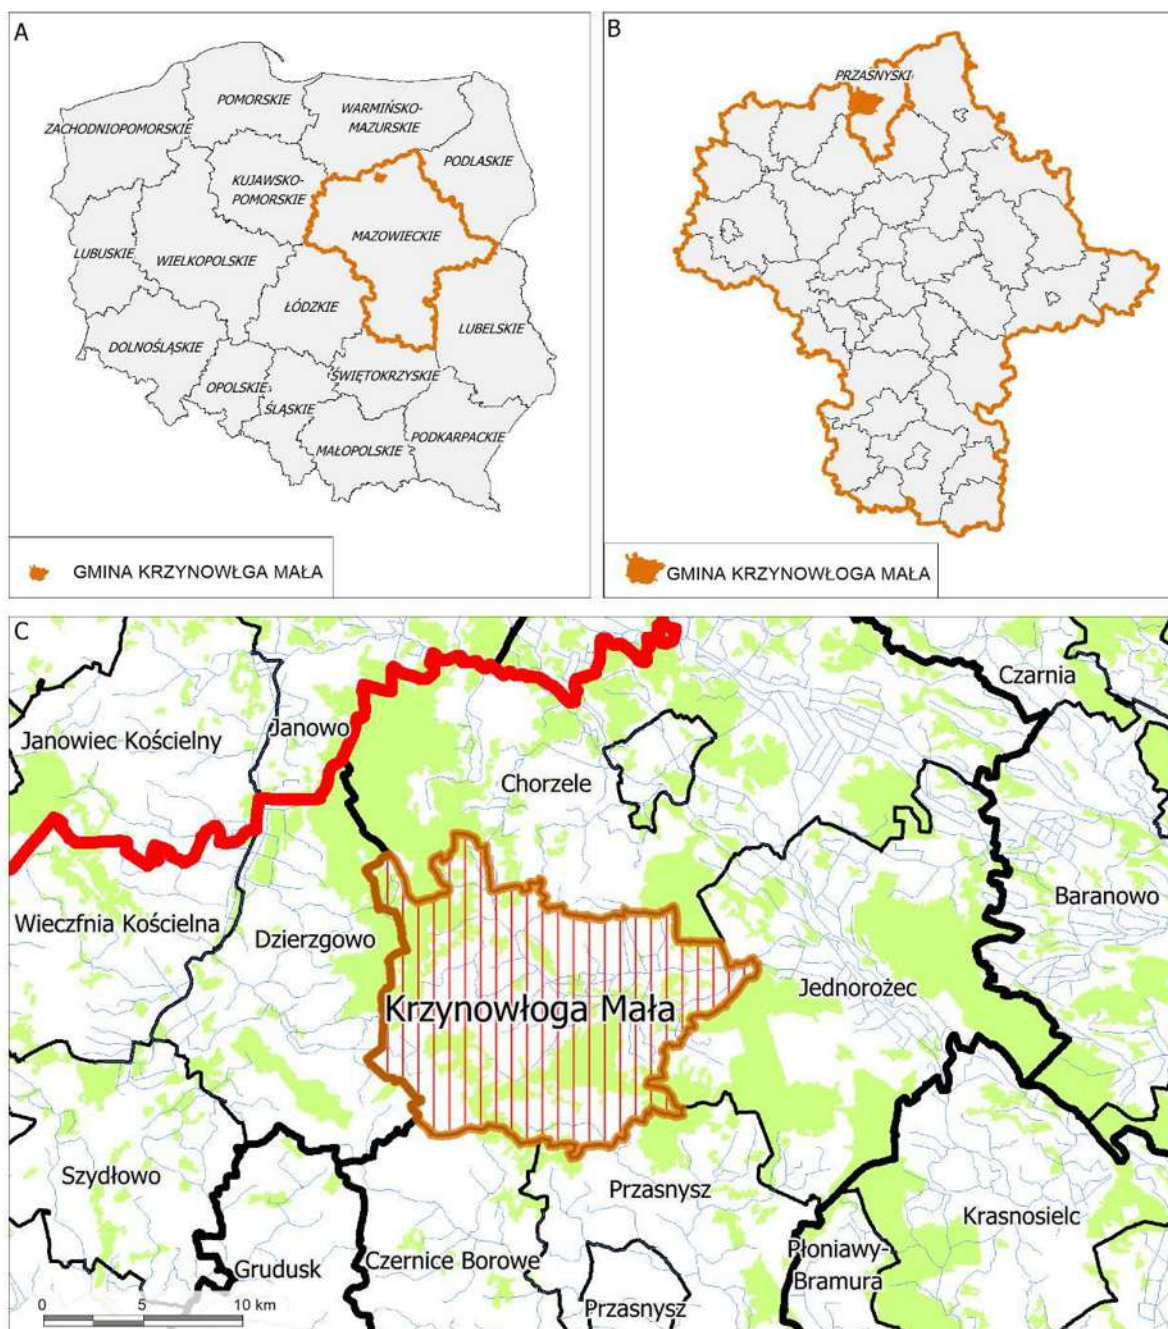 A
POMORSKIE
WARMIŃSKO-
MAZURSKIE
ZACHODNIOPOMORSKIE
PODLASKIE
KUJAWSKO-
POMORSKIE
MAZOWIECKIE
LUBUSKIE
WIELKOPOLSKIE
ŁÓDZKIE
LUBELSKIE
DOLNOŚLĄSKIE
OPOLSKIE
ŚWIĘTOKRZYSKIE
ŚLĄSKIE
MAŁOPOLSKIE
PODKARPACKIE
GMINA KRZYNOWŁGA MAŁA
B
PRZASNYSKI
GMINA KRZYNOWŁOGA MAŁA
C
Czarnia
Janowiec Kościelny
Janowo
Chorzele
Baranowo
Wieczfnia Kościelna
Dzierzgowo
Jednorożec
Krzynowłoga Mała
Szydłowo
Przasnysz
Krasnosielc
Grudusk
Czernice Borowe
Płoniawy-
Bramura
Przasnysz
0 5 10 km